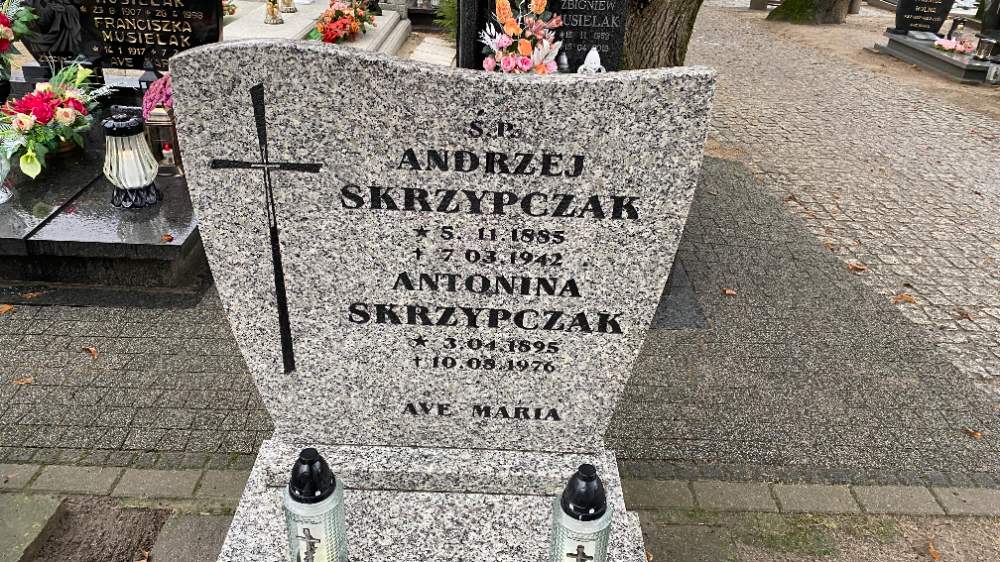 FRANCISZKA
MUSIELAK
ZBIGNIEW
MUSIELAK
Ś.P.
ANDRZEJ
SKRZYPCZAK
★ 5.11.1885
† 7.03.1942
ANTONINA
SKRZYPCZAK
★ 3.04.1895
† 10.08.1976
AVE MARIA